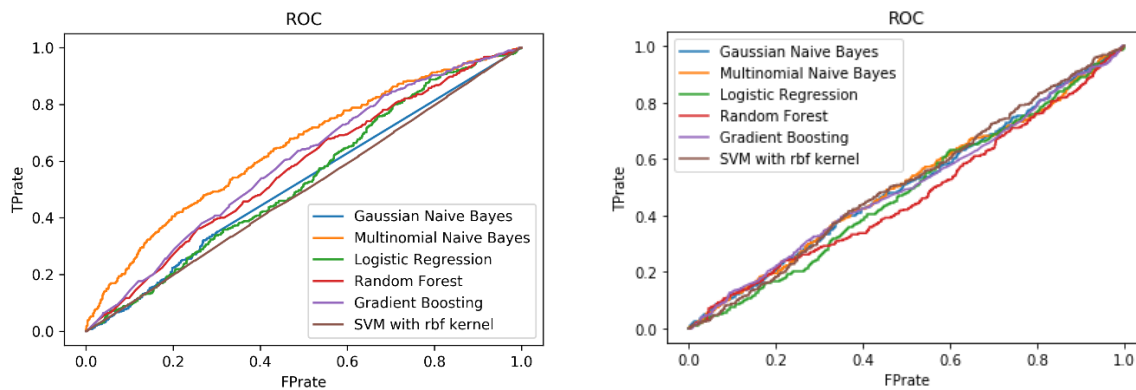 ROC
1.0
0.8
0.6
0.4
0.2
0.0
TPrate
Gaussian Naive Bayes
Multinomial Naive Bayes
Logistic Regression
Random Forest
Gradient Boosting
SVM with rbf kernel
0.0 0.2 0.4 0.6 0.8 1.0
FPrate
ROC
1.0
0.8
0.6
0.4
0.2
0.0
TPrate
Gaussian Naive Bayes
Multinomial Naive Bayes
Logistic Regression
Random Forest
Gradient Boosting
SVM with rbf kernel
0.0 0.2 0.4 0.6 0.8 1.0
FPrate